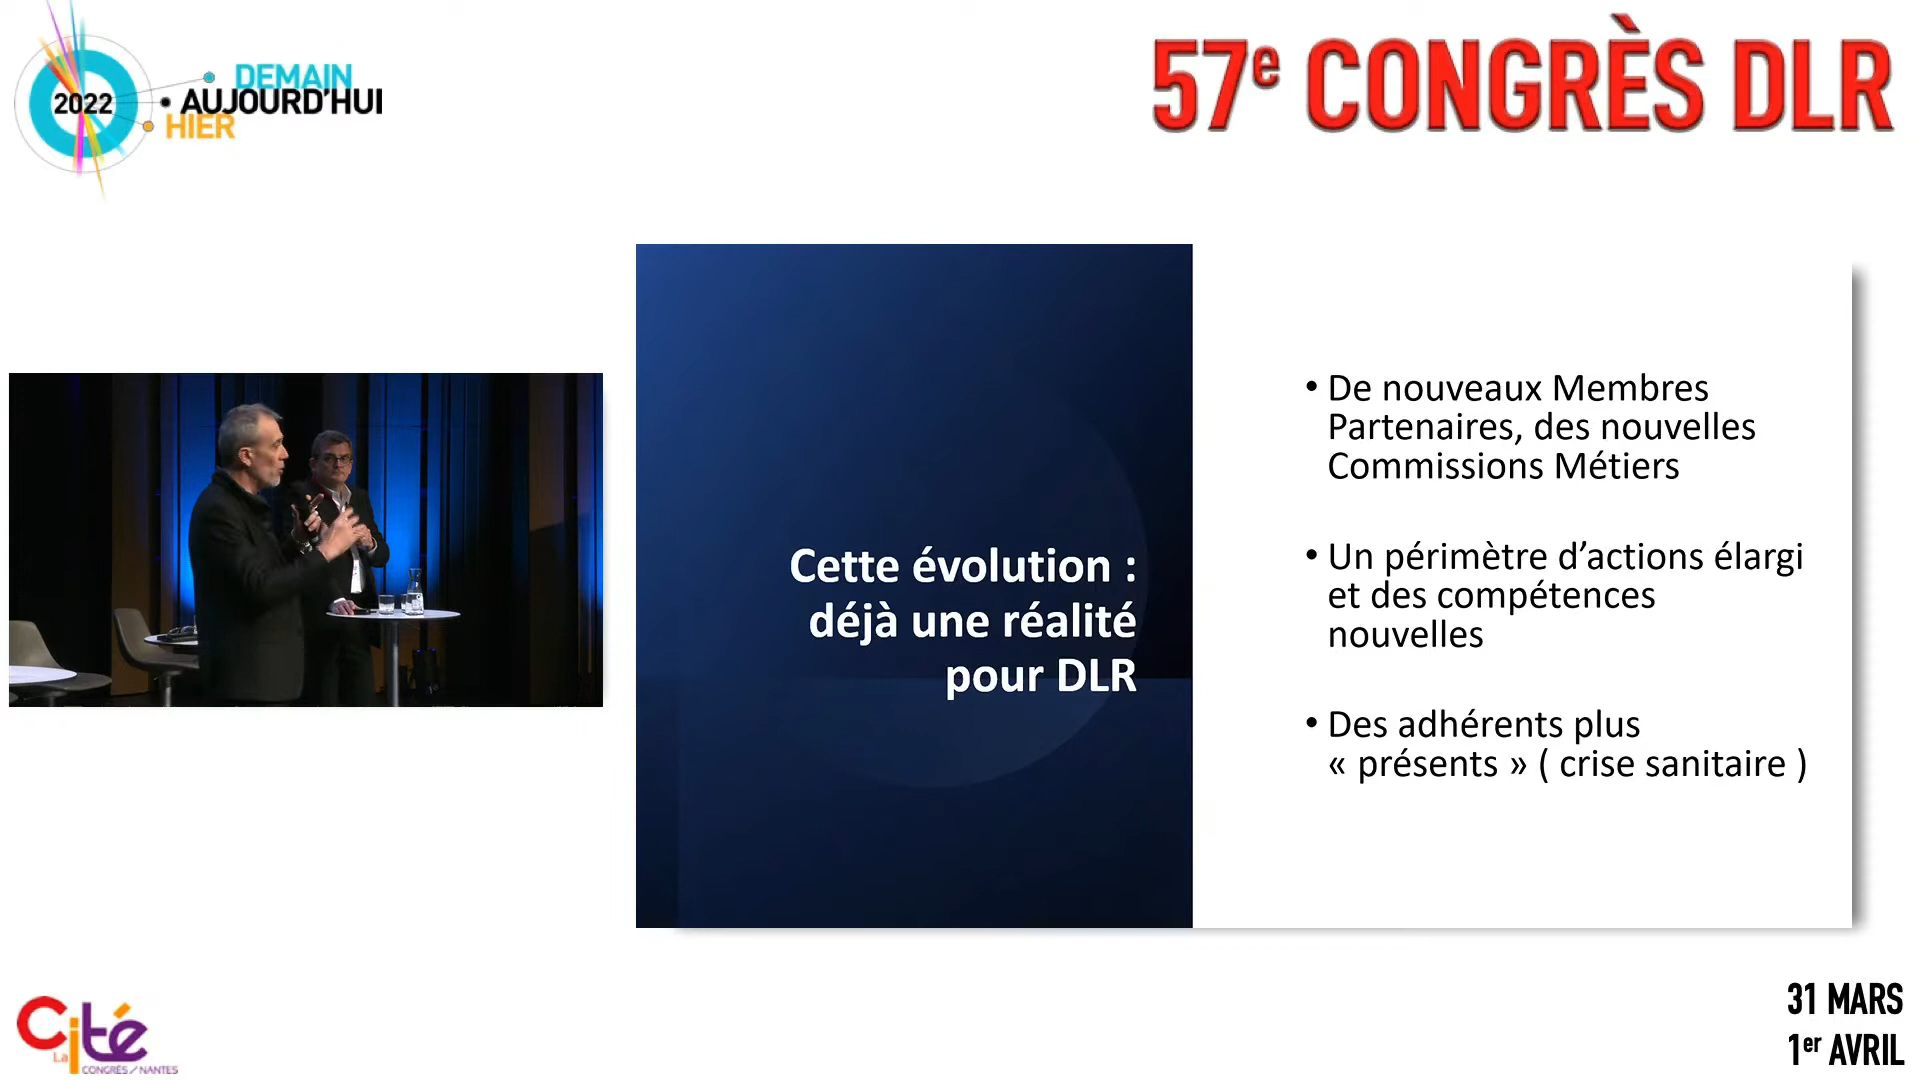 2022
DEMAIN
AUJOURD'HUI
HIER
57e CONGRÈS DLR
Cette évolution :
déjà une réalité
pour DLR
• De nouveaux Membres
Partenaires, des nouvelles
Commissions Métiers
• Un périmètre d’actions élargi
et des compétences
nouvelles
• Des adhérents plus
« présents » ( crise sanitaire )
La Cité
CONGRÈS / NANTES
31 MARS
1er AVRIL